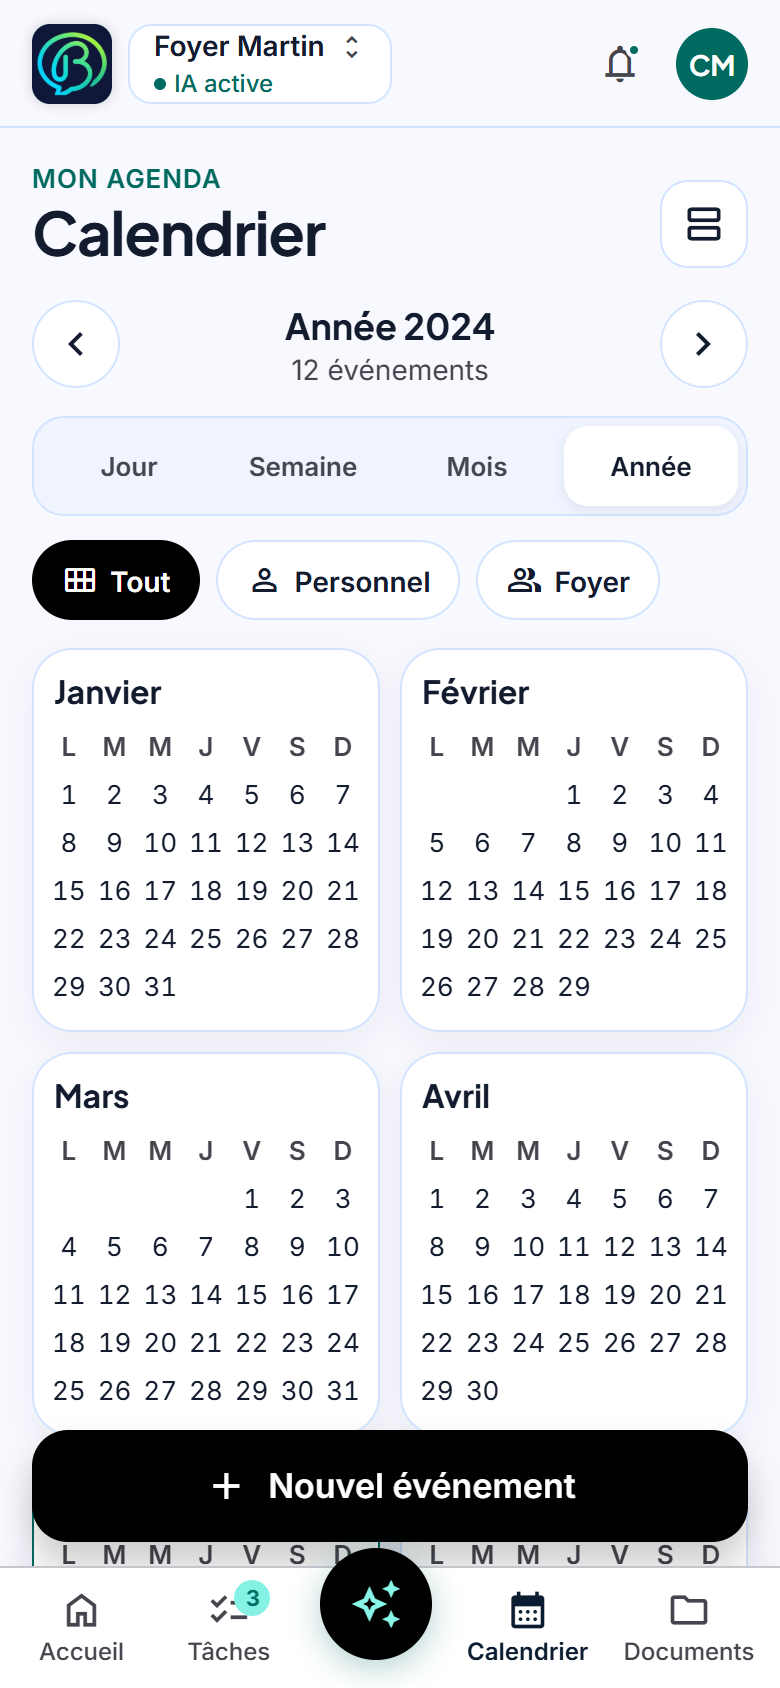 Foyer Martin
IA active
CM
MON AGENDA
Calendrier
Année 2024
12 événements
Jour Semaine Mois Année
Tout Personnel Foyer
Janvier
L M M J V S D
1 2 3 4 5 6 7
8 9 10 11 12 13 14
15 16 17 18 19 20 21
22 23 24 25 26 27 28
29 30 31
Février
L M M J V S D
1 2 3 4
5 6 7 8 9 10 11
12 13 14 15 16 17 18
19 20 21 22 23 24 25
26 27 28 29
Mars
L M M J V S D
1 2 3
4 5 6 7 8 9 10
11 12 13 14 15 16 17
18 19 20 21 22 23 24
25 26 27 28 29 30 31
Avril
L M M J V S D
1 2 3 4 5 6 7
8 9 10 11 12 13 14
15 16 17 18 19 20 21
22 23 24 25 26 27 28
29 30
+ Nouvel événement
L M M J V S D
L M M J V S D
3
Accueil Tâches Calendrier Documents